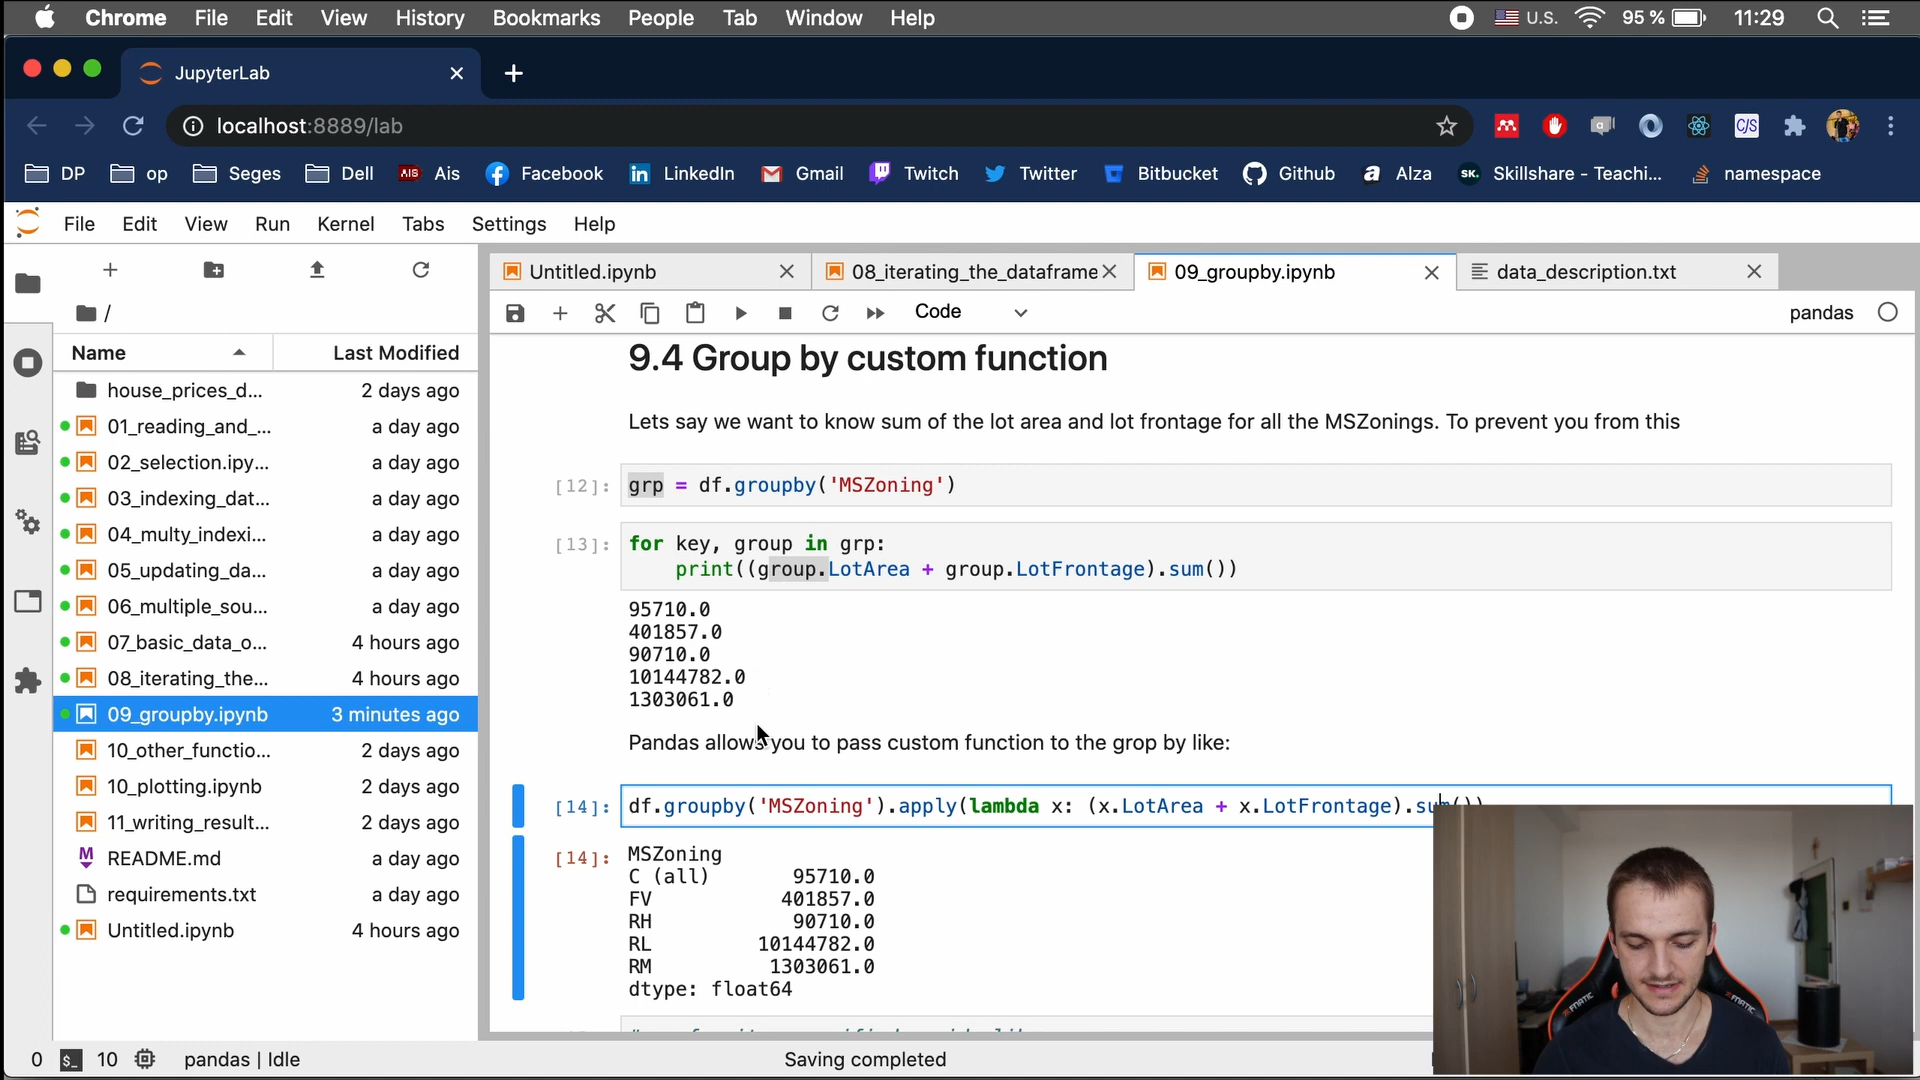 Chrome File Edit View History Bookmarks People Tab Window Help U.S. 95 % 11:29
JupyterLab
localhost:8889/lab
DP op Seges Dell Ais Facebook LinkedIn Gmail Twitch Twitter Bitbucket Github Alza Skillshare - Teachi... namespace
File Edit View Run Kernel Tabs Settings Help
Untitled.ipynb 08_iterating_the_dataframe 09_groupby.ipynb data_description.txt
/
Code pandas
Name Last Modified
house_prices_d... 2 days ago
01_reading_and_... a day ago
02_selection.ipy... a day ago
03_indexing_dat... a day ago
04_multy_indexi... a day ago
05_updating_da... a day ago
06_multiple_sou... a day ago
07_basic_data_o... 4 hours ago
08_iterating_the... 4 hours ago
09_groupby.ipynb 3 minutes ago
10_other_functio... 2 days ago
10_plotting.ipynb 2 days ago
11_writing_result... 2 days ago
README.md a day ago
requirements.txt a day ago
Untitled.ipynb 4 hours ago
9.4 Group by custom function
Lets say we want to know sum of the lot area and lot frontage for all the MSZonings. To prevent you from this
[12]: grp = df.groupby('MSZoning')
[13]: for key, group in grp:
print((group.LotArea + group.LotFrontage).sum())
95710.0
401857.0
90710.0
10144782.0
1303061.0
Pandas allows you to pass custom function to the grop by like:
[14]: df.groupby('MSZoning').apply(lambda x: (x.LotArea + x.LotFrontage).sum())
[14]: MSZoning
C (all) 95710.0
FV 401857.0
RH 90710.0
RL 10144782.0
RM 1303061.0
dtype: float64
0 10 pandas | Idle Saving completed